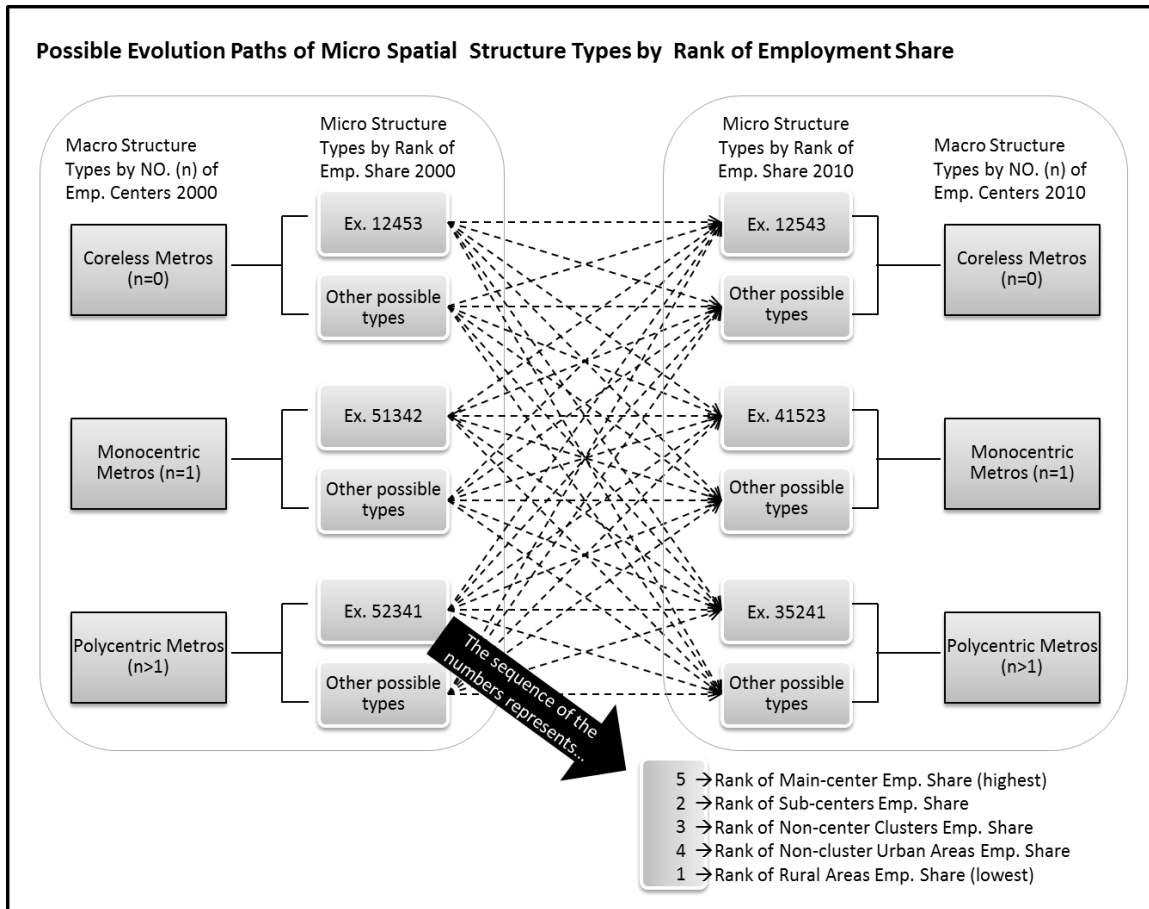 Possible Evolution Paths of Micro Spatial Structure Types by Rank of Employment Share
Macro Structure
Types by NO. (n) of
Emp. Centers 2000
Micro Structure
Types by Rank of
Emp. Share 2000
Micro Structure
Types by Rank of
Emp. Share 2010
Macro Structure
Types by NO. (n) of
Emp. Centers 2010
Coreless Metros
(n=0)
Ex. 12453
Other possible
types
Ex. 12543
Other possible
types
Coreless Metros
(n=0)
Monocentric
Metros (n=1)
Ex. 51342
Other possible
types
Ex. 41523
Other possible
types
Monocentric
Metros (n=1)
Polycentric Metros
(n>1)
Ex. 52341
Other possible
types
Ex. 35241
Other possible
types
Polycentric Metros
(n>1)
The sequence of the
numbers represents...
5 → Rank of Main-center Emp. Share (highest)
2 → Rank of Sub-centers Emp. Share
3 → Rank of Non-center Clusters Emp. Share
4 → Rank of Non-cluster Urban Areas Emp. Share
1 → Rank of Rural Areas Emp. Share (lowest)